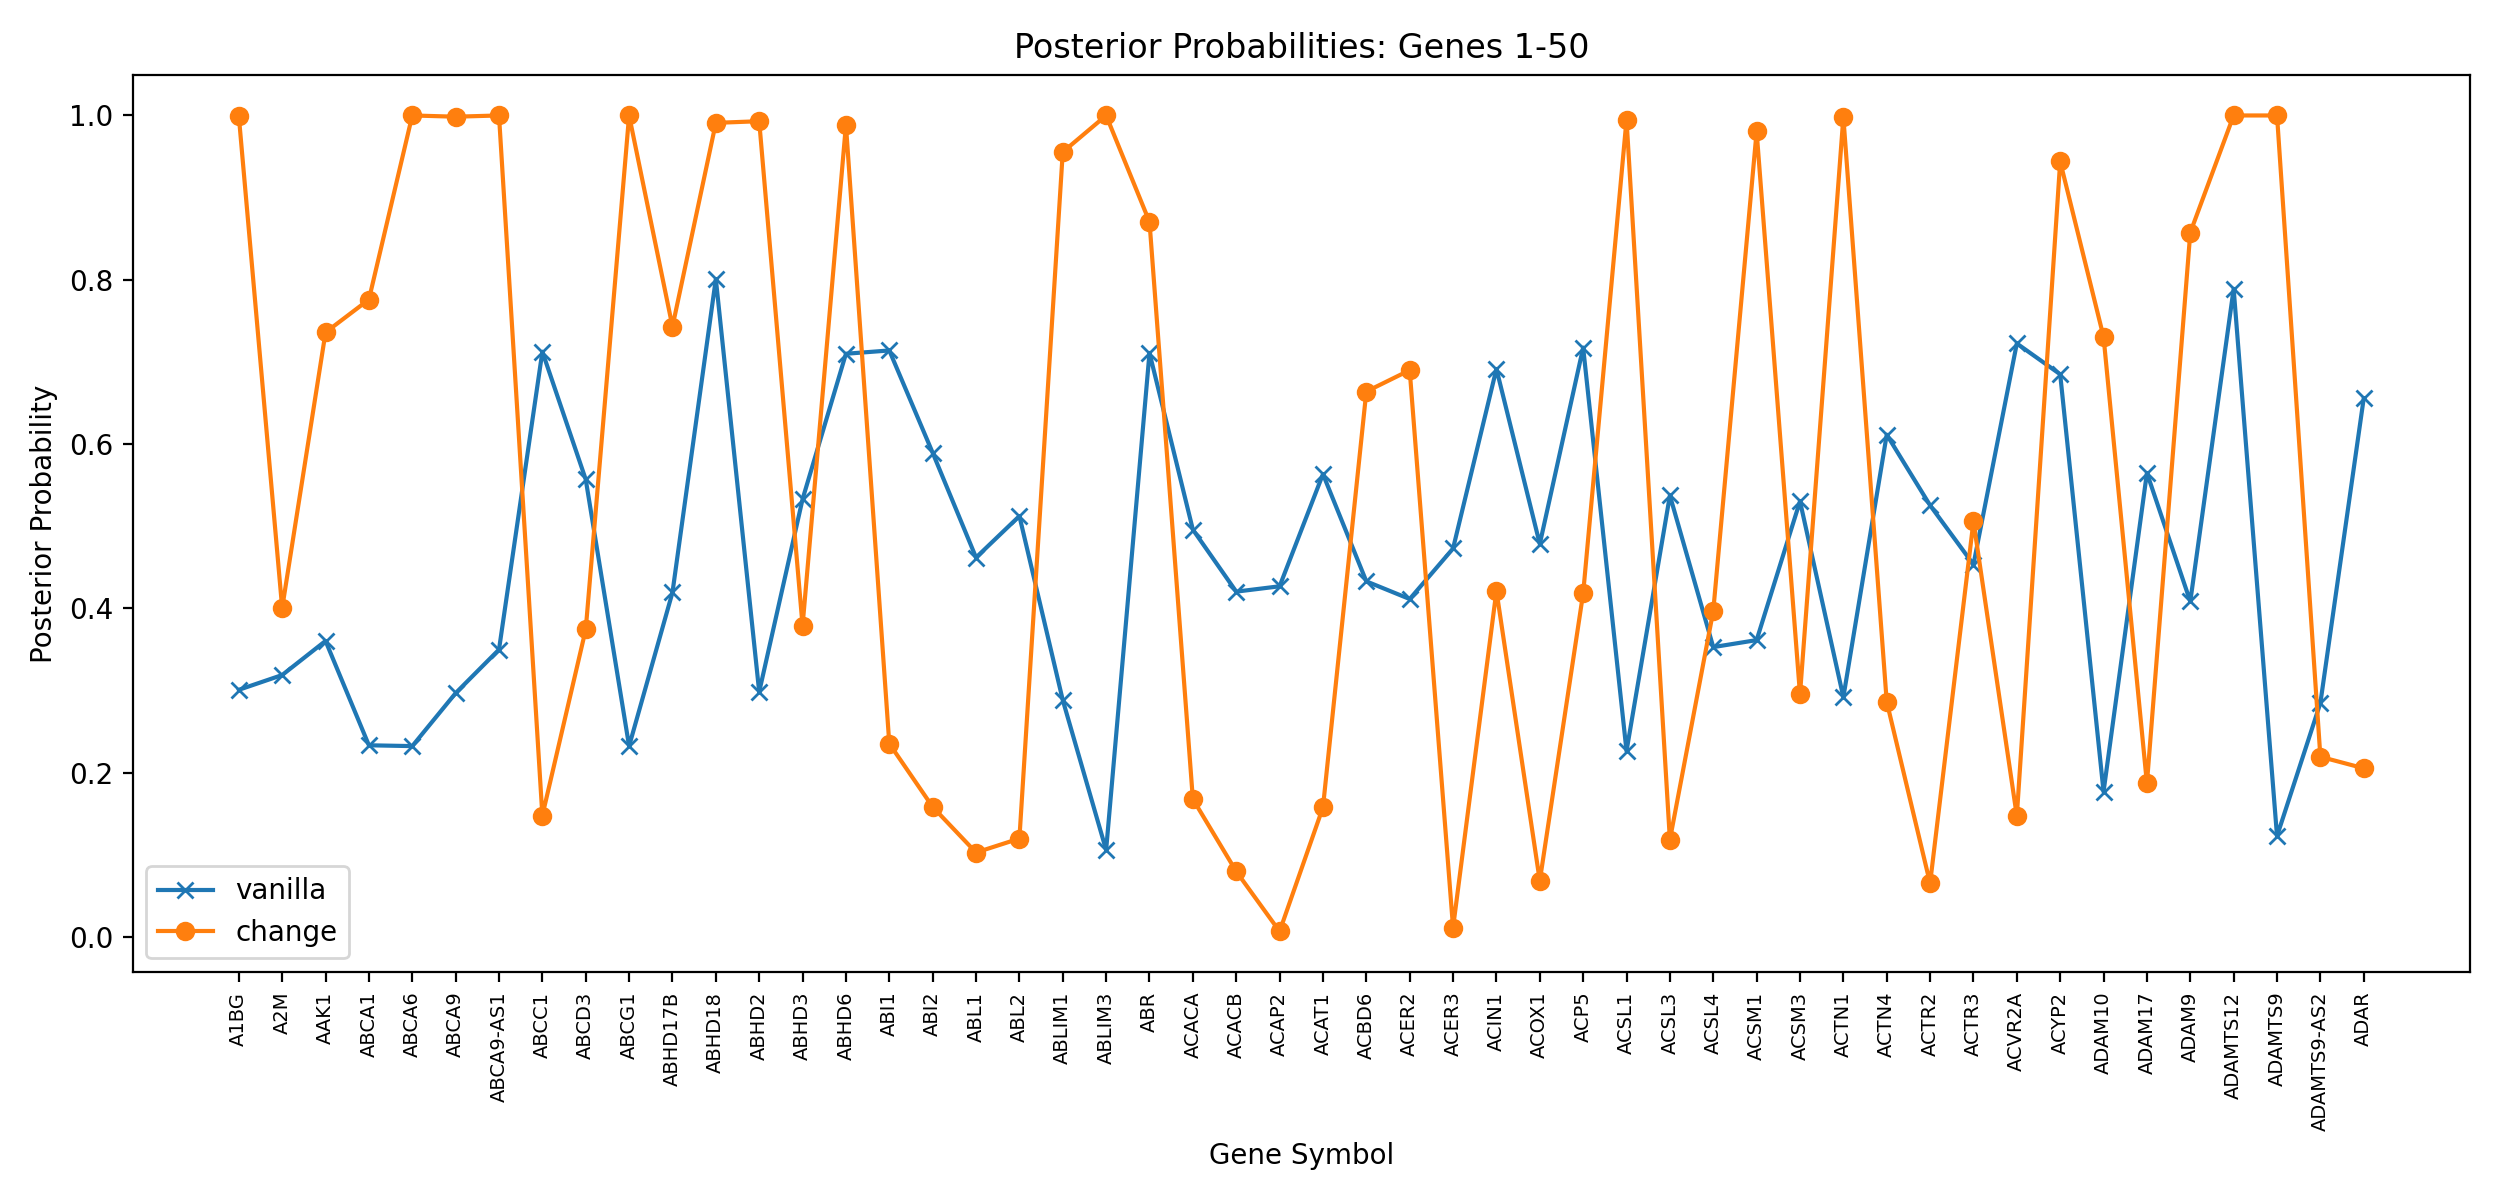 Posterior Probabilities: Genes 1-50
Posterior Probability
1.0
0.8
0.6
0.4
0.2
0.0
vanilla
change
A1BG
A2M
AAK1
ABCA1
ABCA6
ABCA9
ABCA9-AS1
ABCC1
ABCD3
ABCG1
ABHD17B
ABHD18
ABHD2
ABHD3
ABHD6
ABI1
ABI2
ABL1
ABL2
ABLIM1
ABLIM3
ABR
ACACA
ACACB
ACAP2
ACAT1
ACBD6
ACER2
ACER3
ACIN1
ACOX1
ACP5
ACSL1
ACSL3
ACSL4
ACSM1
ACSM3
ACTN1
ACTN4
ACTR2
ACTR3
ACVR2A
ACYP2
ADAM10
ADAM17
ADAM9
ADAMTS12
ADAMTS9
ADAMTS9-AS2
ADAR
Gene Symbol